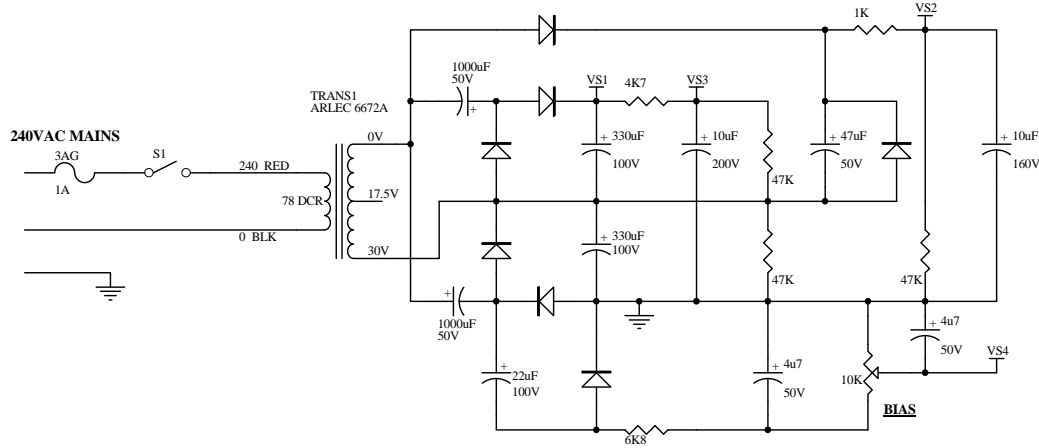 1K
VS2
1000uF
50V
+
VS1
4K7
VS3
TRANS1
ARLEC 6672A
240VAC MAINS
3AG
1A
S1
240 RED
0V
17.5V
78 DCR
0 BLK
30V
+ 330uF
100V
+ 10uF
200V
47K
+ 47uF
50V
+ 10uF
160V
+ 330uF
100V
47K
47K
+
1000uF
50V
+ 22uF
100V
+ 4u7
50V
+ 4u7
50V
VS4
10K
BIAS
6K8